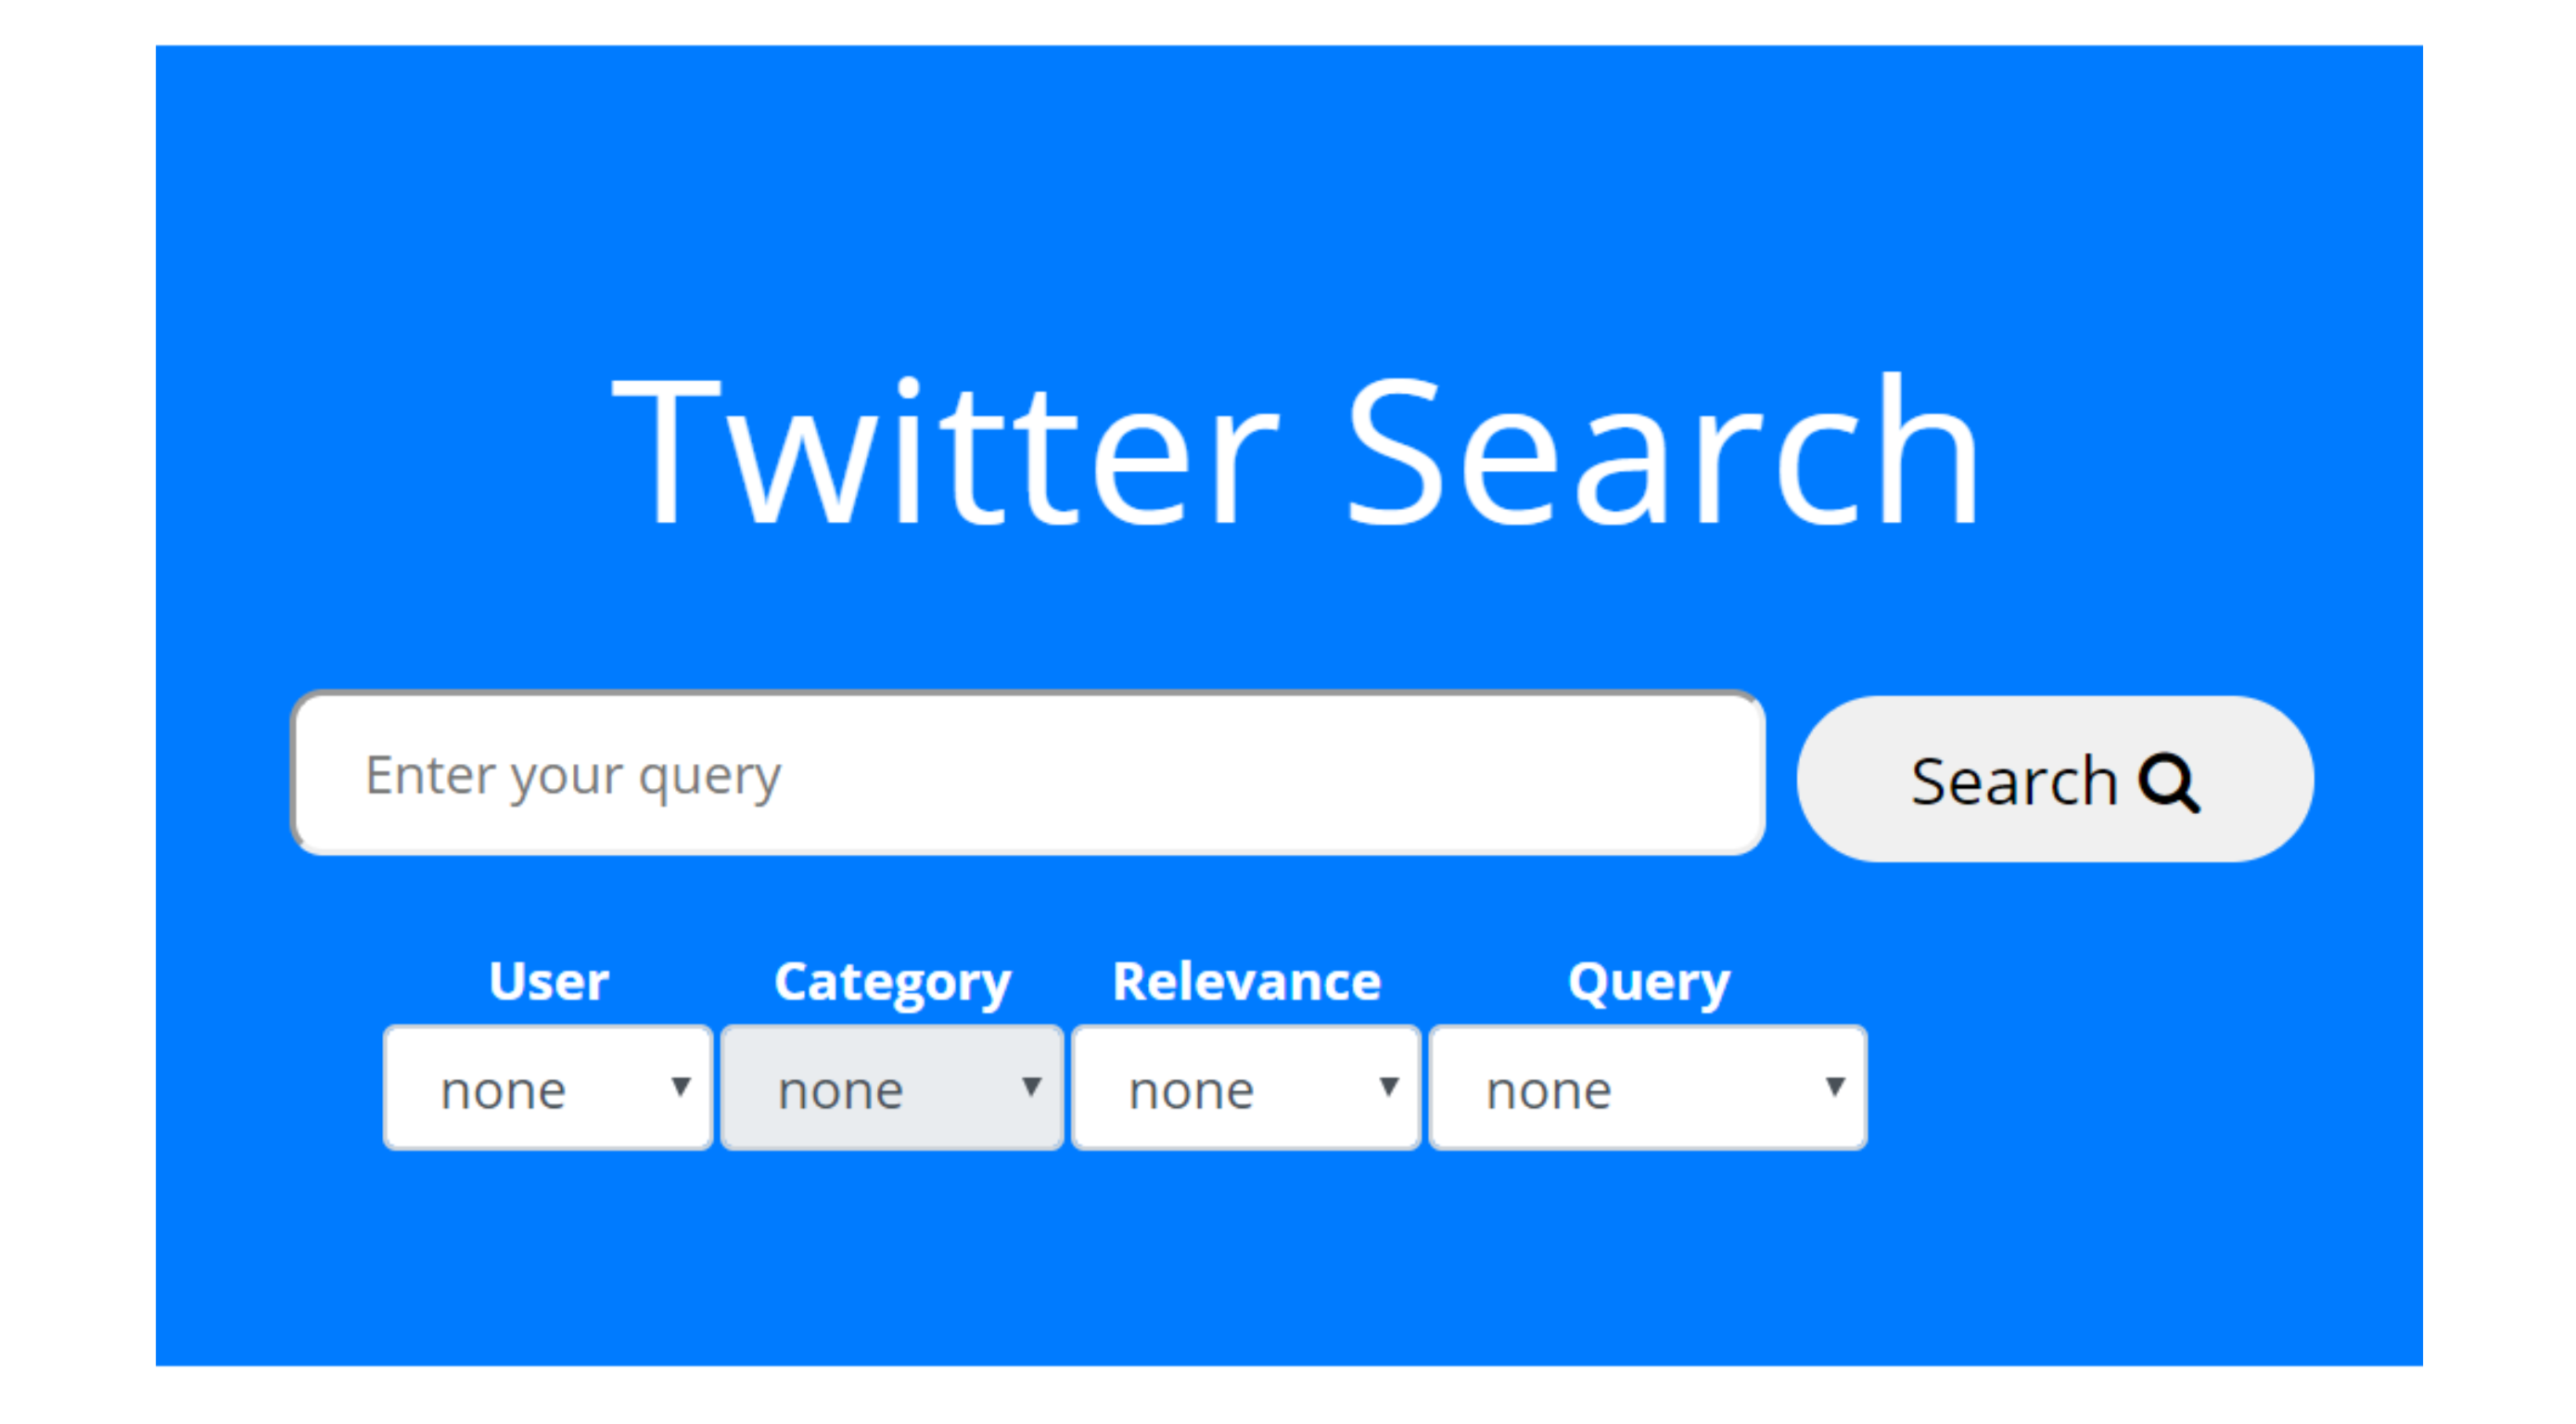 Twitter Search
Enter your query
Search
User Category Relevance Query
none none none none